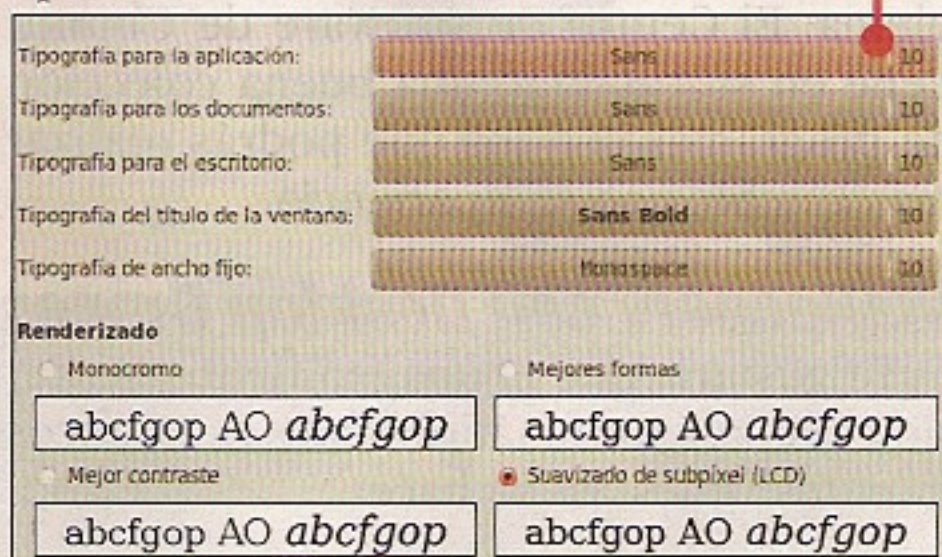 Tipografía para la aplicación: Sans 10
Tipografía para los documentos: Sans 10
Tipografía para el escritorio: Sans 10
Tipografía del título de la ventana: Sans Bold 10
Tipografía de ancho fijo: Monospace 10
Renderizado
Monocromo Mejores formas
abcfgop AO abcfgop abcfgop AO abcfgop
Mejor contraste Suavizado de subpíxel (LCD)
abcfgop AO abcfgop abcfgop AO abcfgop